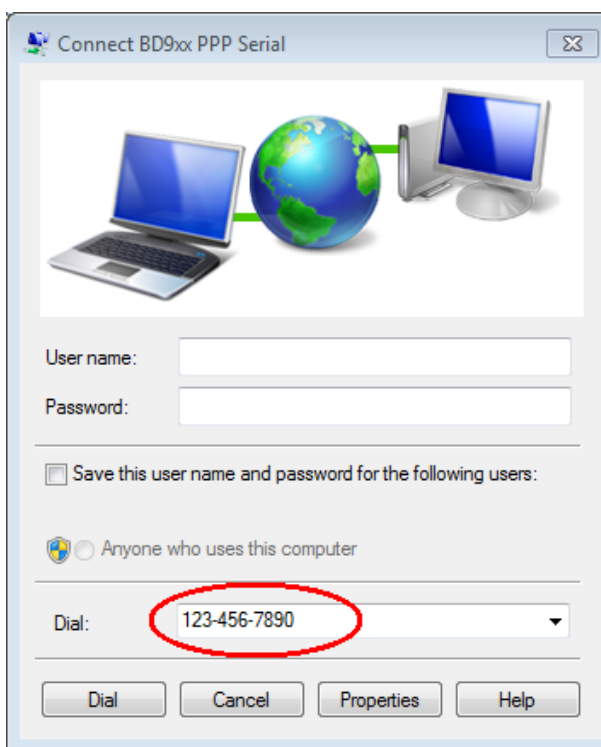 Connect BD9xx PPP Serial
User name:
Password:
Save this user name and password for the following users:
Anyone who uses this computer
Dial: 123-456-7890
Dial Cancel Properties Help